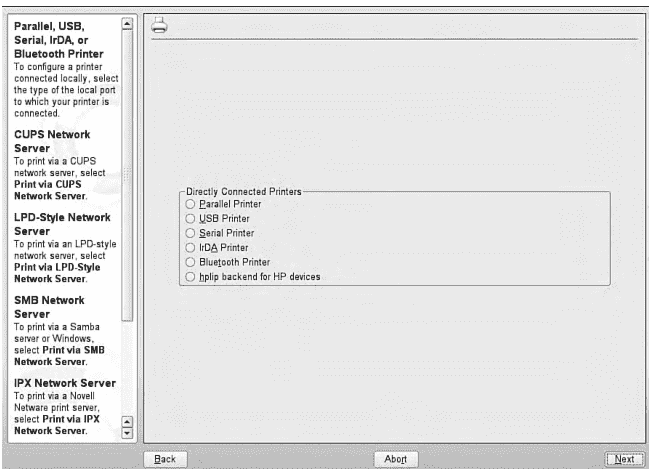 Parallel, USB,
Serial, IrDA, or
Bluetooth Printer
To configure a printer
connected locally, select
the type of the local port
to which your printer is
connected.
CUPS Network
Server
To print via a CUPS
network server, select
Print via CUPS
Network Server.
LPD-Style Network
Server
To print via an LPD-style
network server, select
Print via LPD-Style
Network Server.
SMB Network
Server
To print via a Samba
server or Windows,
select Print via SMB
Network Server.
IPX Network Server
To print via a Novell
Netware print server,
select Print via IPX
Network Server.
Directly Connected Printers
Parallel Printer
USB Printer
Serial Printer
IrDA Printer
Bluetooth Printer
hplip backend for HP devices
Back
Abort
Next